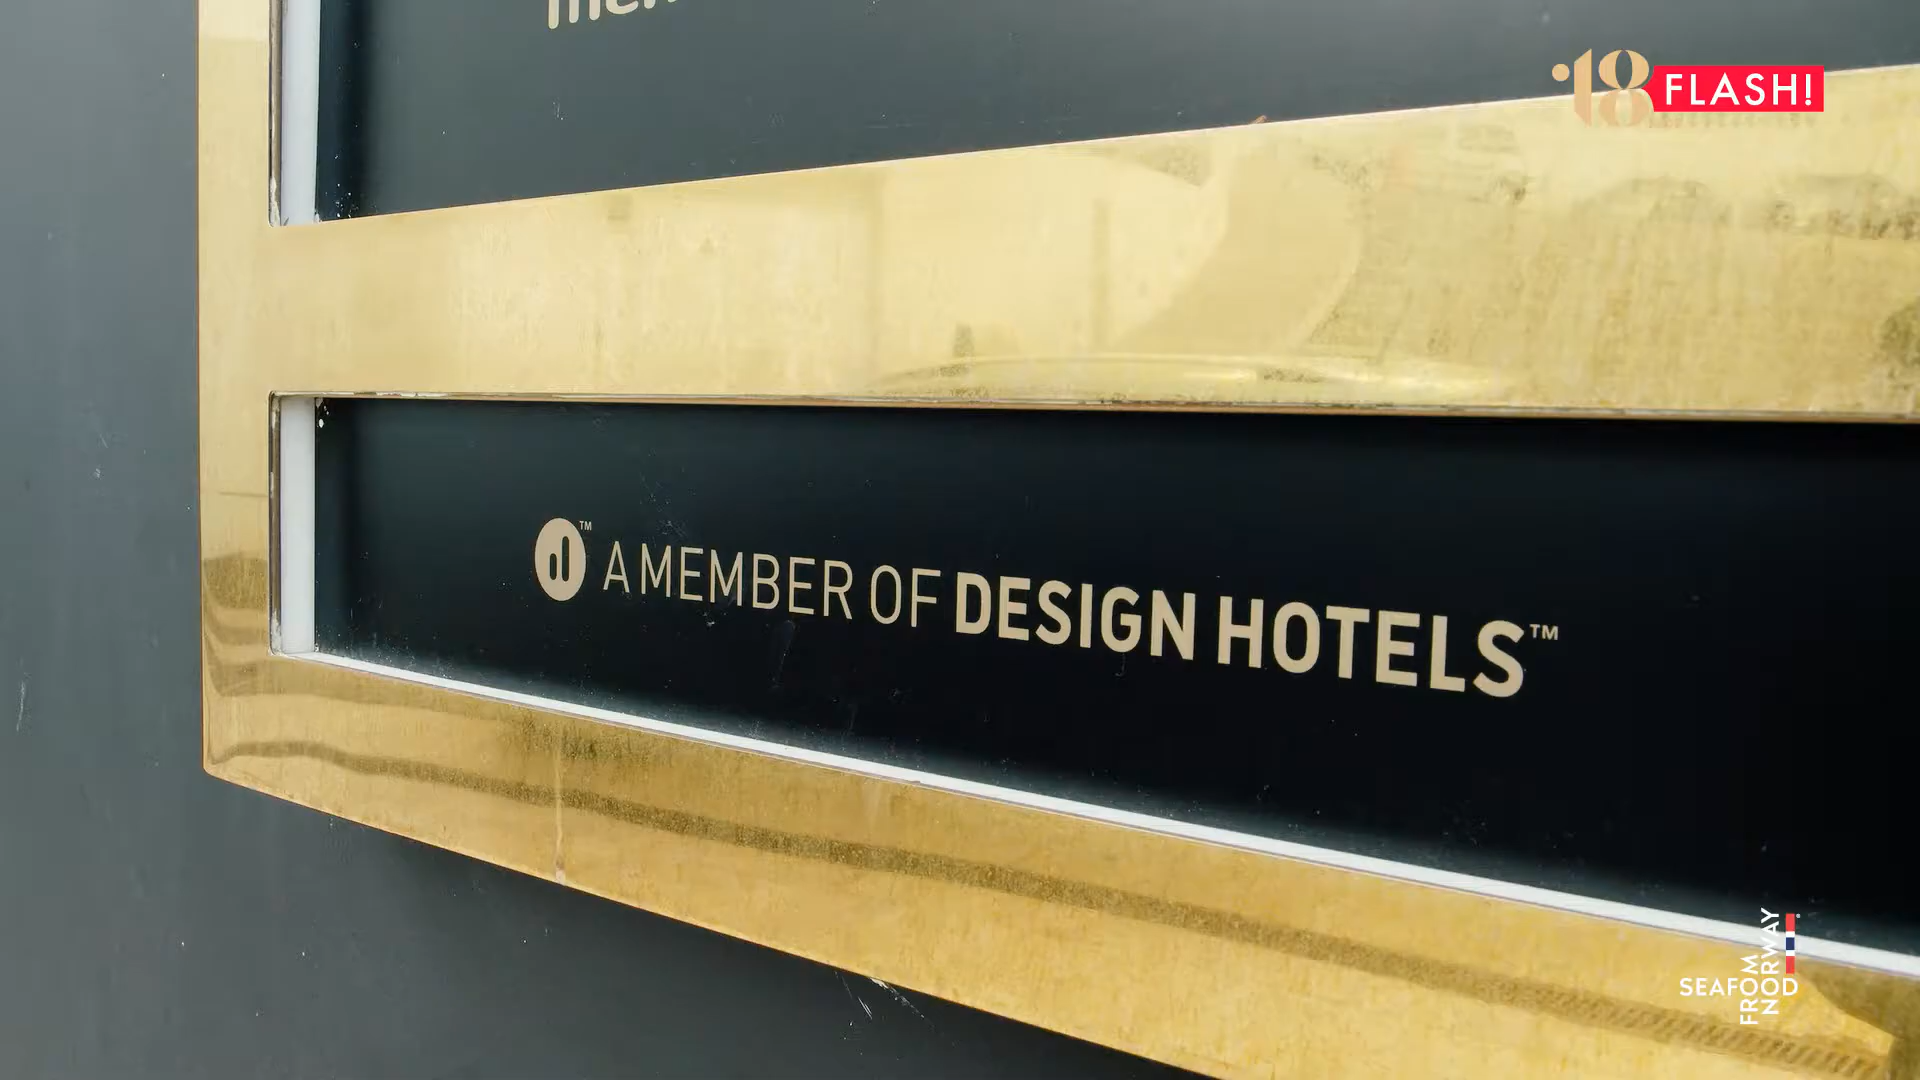 18 FLASH!
A MEMBER OF DESIGN HOTELS™
SEAFOOD
FROM
NORWAY